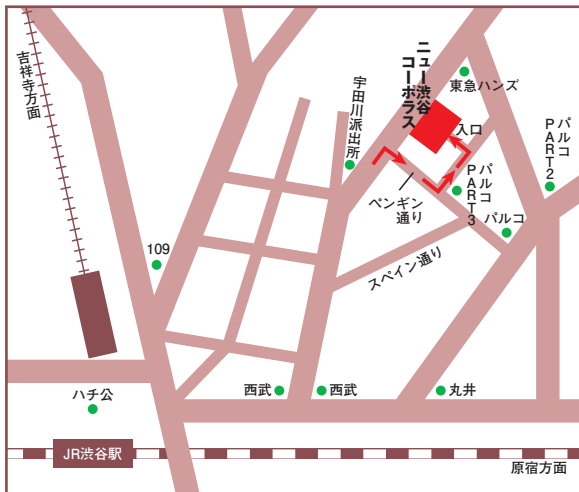 吉祥寺方面
ニュー渋谷
コーポラス
東急ハンズ
宇田川派出所
入口
パルコ
PART2
パルコ
PART3
ペンギン
通り
パルコ
スペイン通り
109
西武
西武
丸井
ハチ公
JR渋谷駅
原宿方面